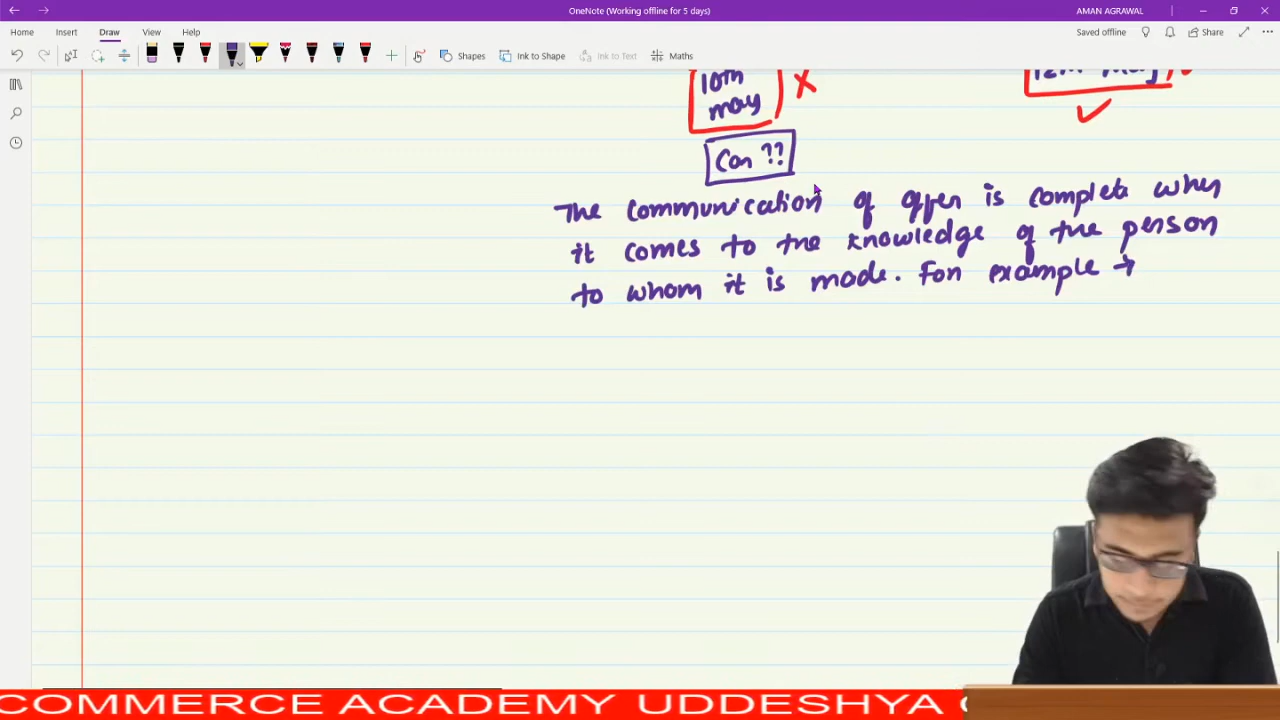 OneNote (Working offline for 5 days)
AMAN AGRAWAL
Home Insert Draw View Help
Saved offline
Share
Shapes
Ink to Shape
Ink to Text
Maths
10th
may
12th may
Con ??
The communication of offer is complete when
it comes to the knowledge of the person
to whom it is made. For example →
COMMERCE ACADEMY UDDESHYA C